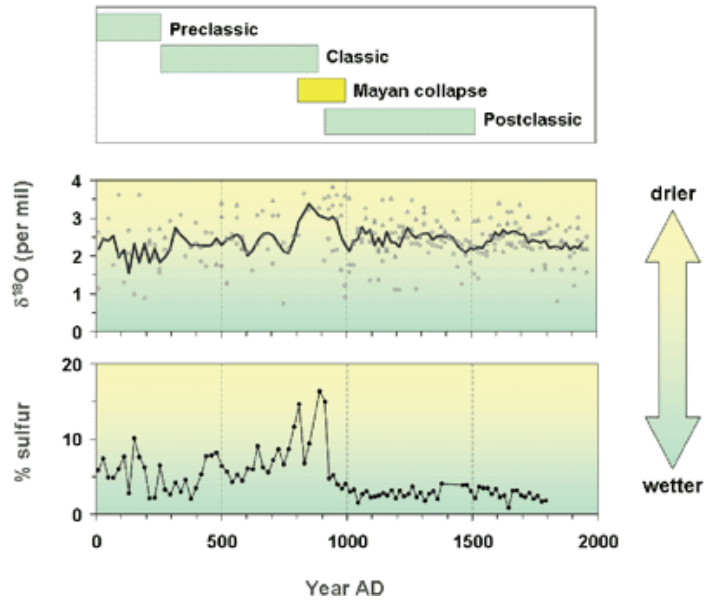 Preclassic
Classic
Mayan collapse
Postclassic
δ¹⁸O (per mil)
4
3
2
1
0
drier
wetter
% sulfur
20
10
5
0
0 500 1000 1500 2000
Year AD